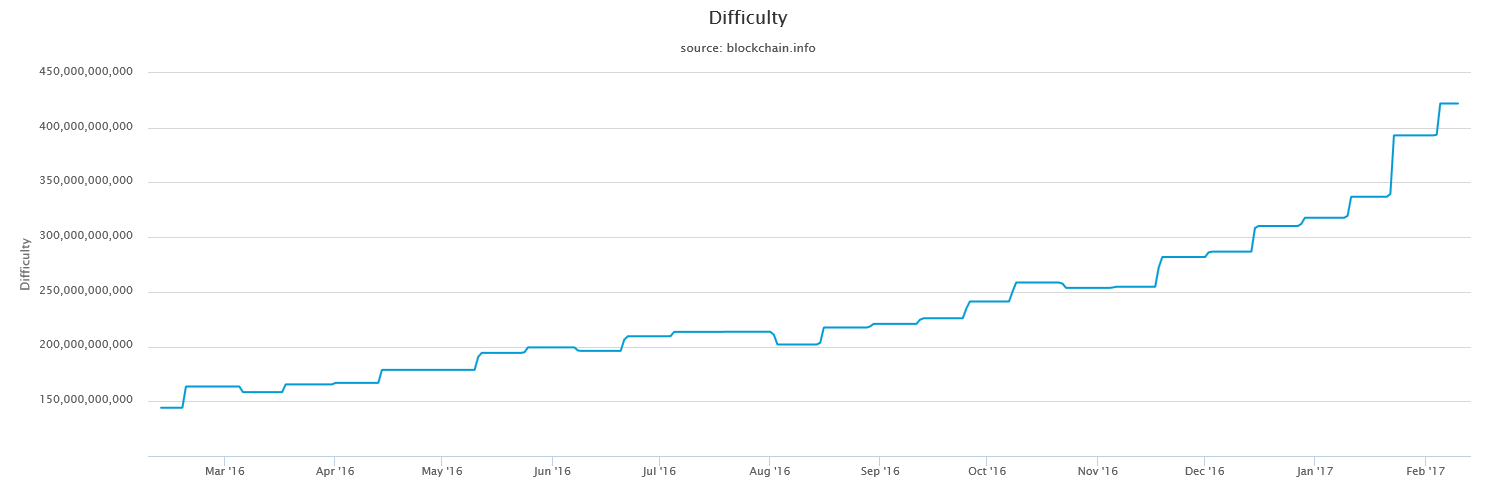 Difficulty
source: blockchain.info
450,000,000,000
400,000,000,000
350,000,000,000
300,000,000,000
250,000,000,000
200,000,000,000
150,000,000,000
Difficulty
Mar '16 Apr '16 May '16 Jun '16 Jul '16 Aug '16 Sep '16 Oct '16 Nov '16 Dec '16 Jan '17 Feb '17